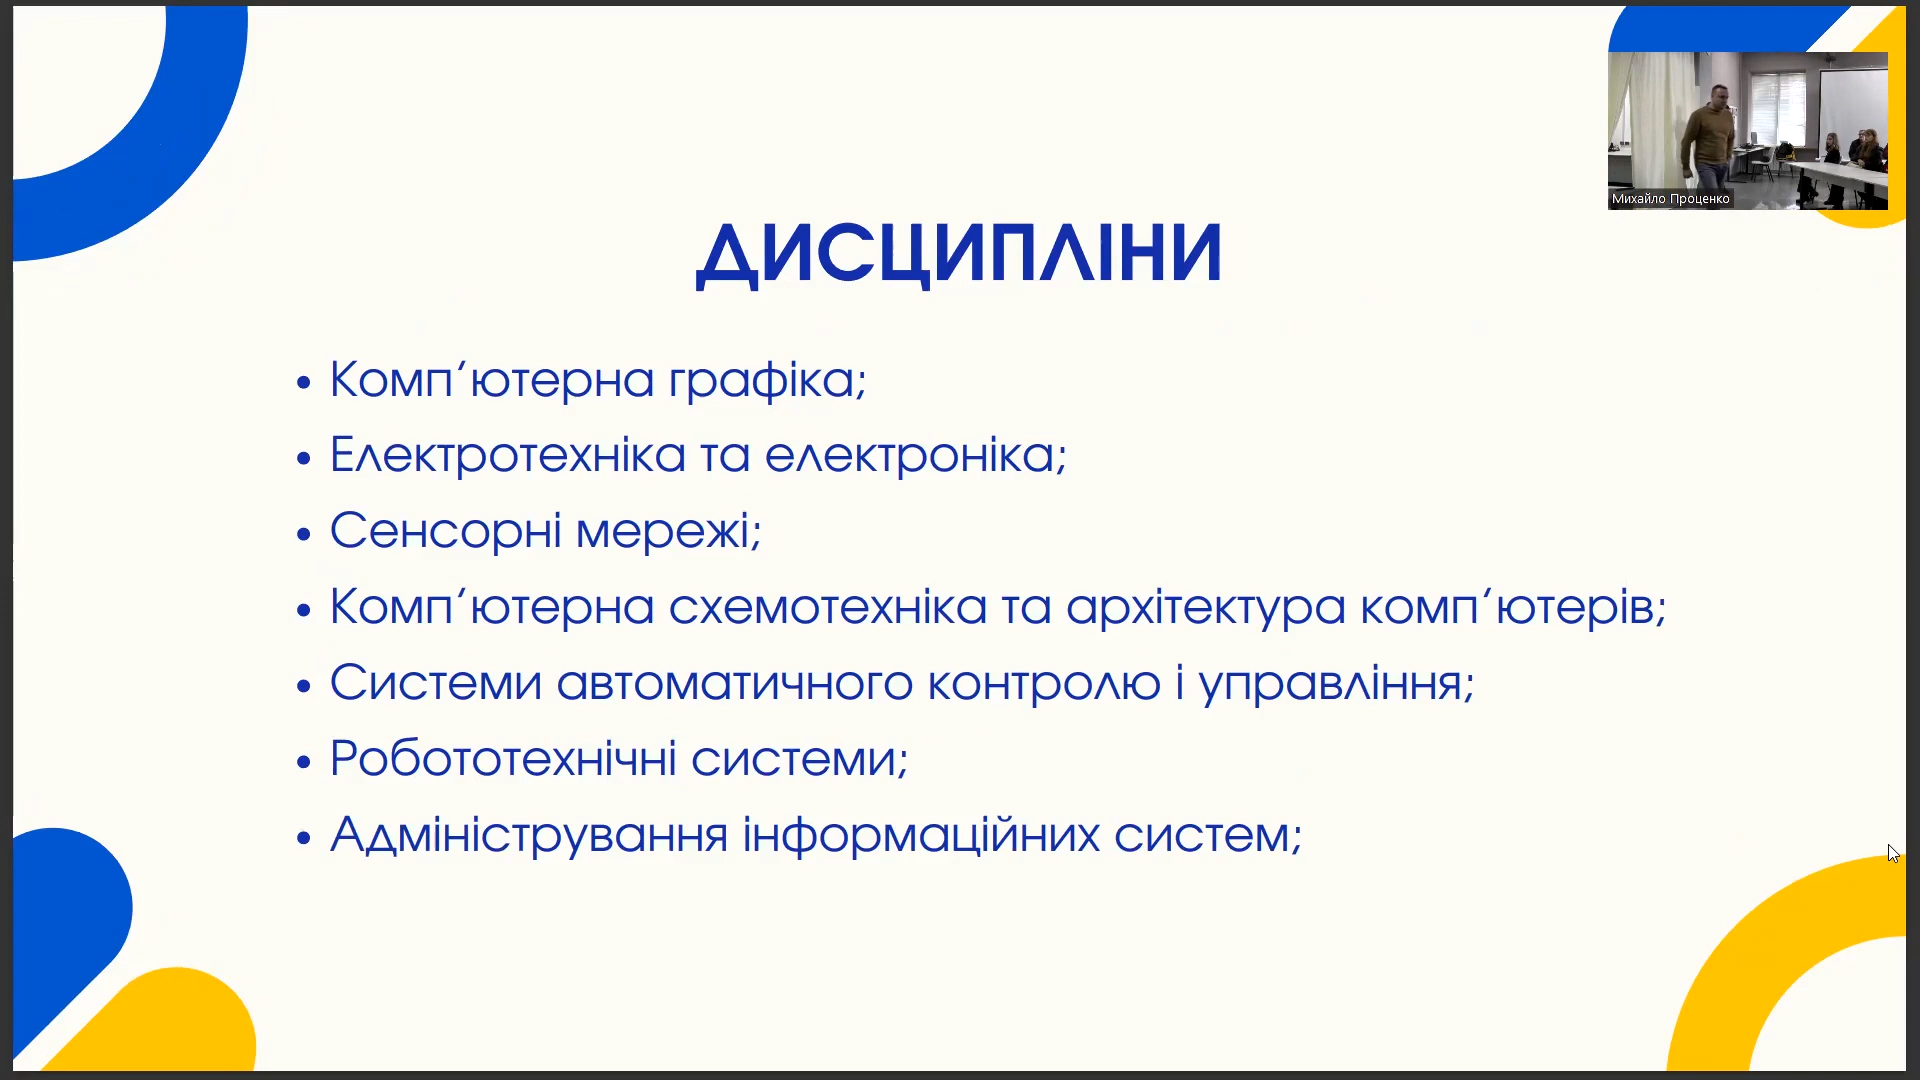 Михайло Проценко
ДИСЦИПЛІНИ
• Комп’ютерна графіка;
• Електротехніка та електроніка;
• Сенсорні мережі;
• Комп’ютерна схемотехніка та архітектура комп’ютерів;
• Системи автоматичного контролю і управління;
• Робототехнічні системи;
• Адміністрування інформаційних систем;